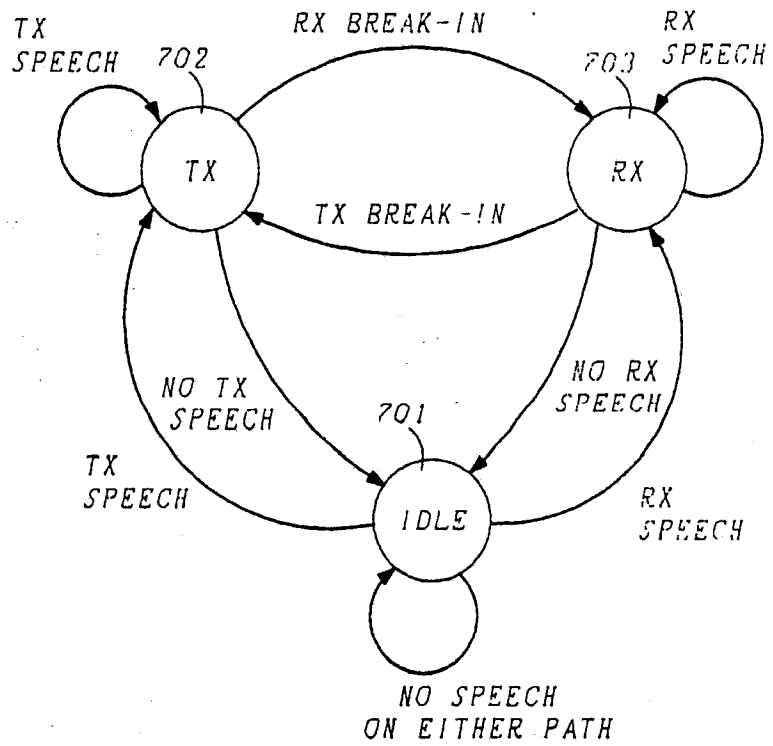 TX
SPEECH
702
RX BREAK-IN
703
RX
SPEECH
TX
RX
TX BREAK-IN
NO TX
SPEECH
NO RX
SPEECH
701
TX
SPEECH
IDLE
RX
SPEECH
NO SPEECH
ON EITHER PATH